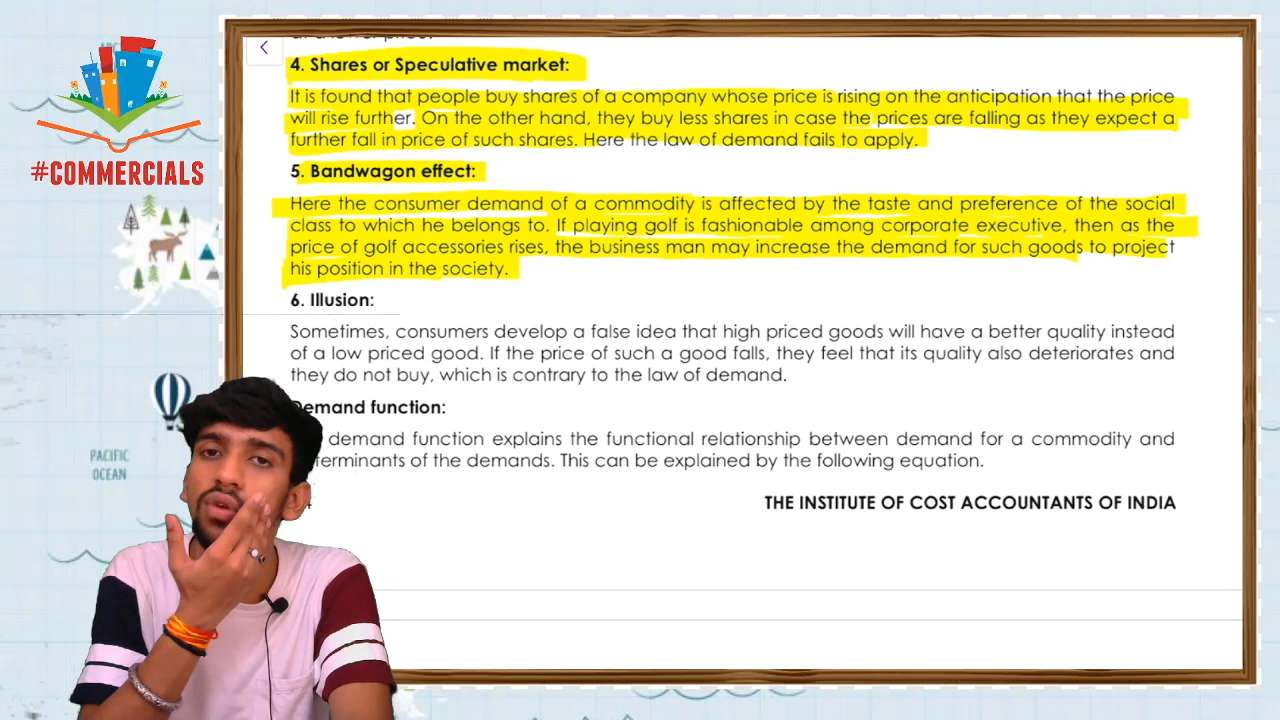 #COMMERCIALS
4. Shares or Speculative market:
It is found that people buy shares of a company whose price is rising on the anticipation that the price
will rise further. On the other hand, they buy less shares in case the prices are falling as they expect a
further fall in price of such shares. Here the law of demand fails to apply.
5. Bandwagon effect:
Here the consumer demand of a commodity is affected by the taste and preference of the social
class to which he belongs to. If playing golf is fashionable among corporate executive, then as the
price of golf accessories rises, the business man may increase the demand for such goods to project
his position in the society.
6. Illusion:
Sometimes, consumers develop a false idea that high priced goods will have a better quality instead
of a low priced good. If the price of such a good falls, they feel that its quality also deteriorates and
they do not buy, which is contrary to the law of demand.
Demand function:
demand function explains the functional relationship between demand for a commodity and
terminants of the demands. This can be explained by the following equation.
THE INSTITUTE OF COST ACCOUNTANTS OF INDIA
PACIFIC
OCEAN